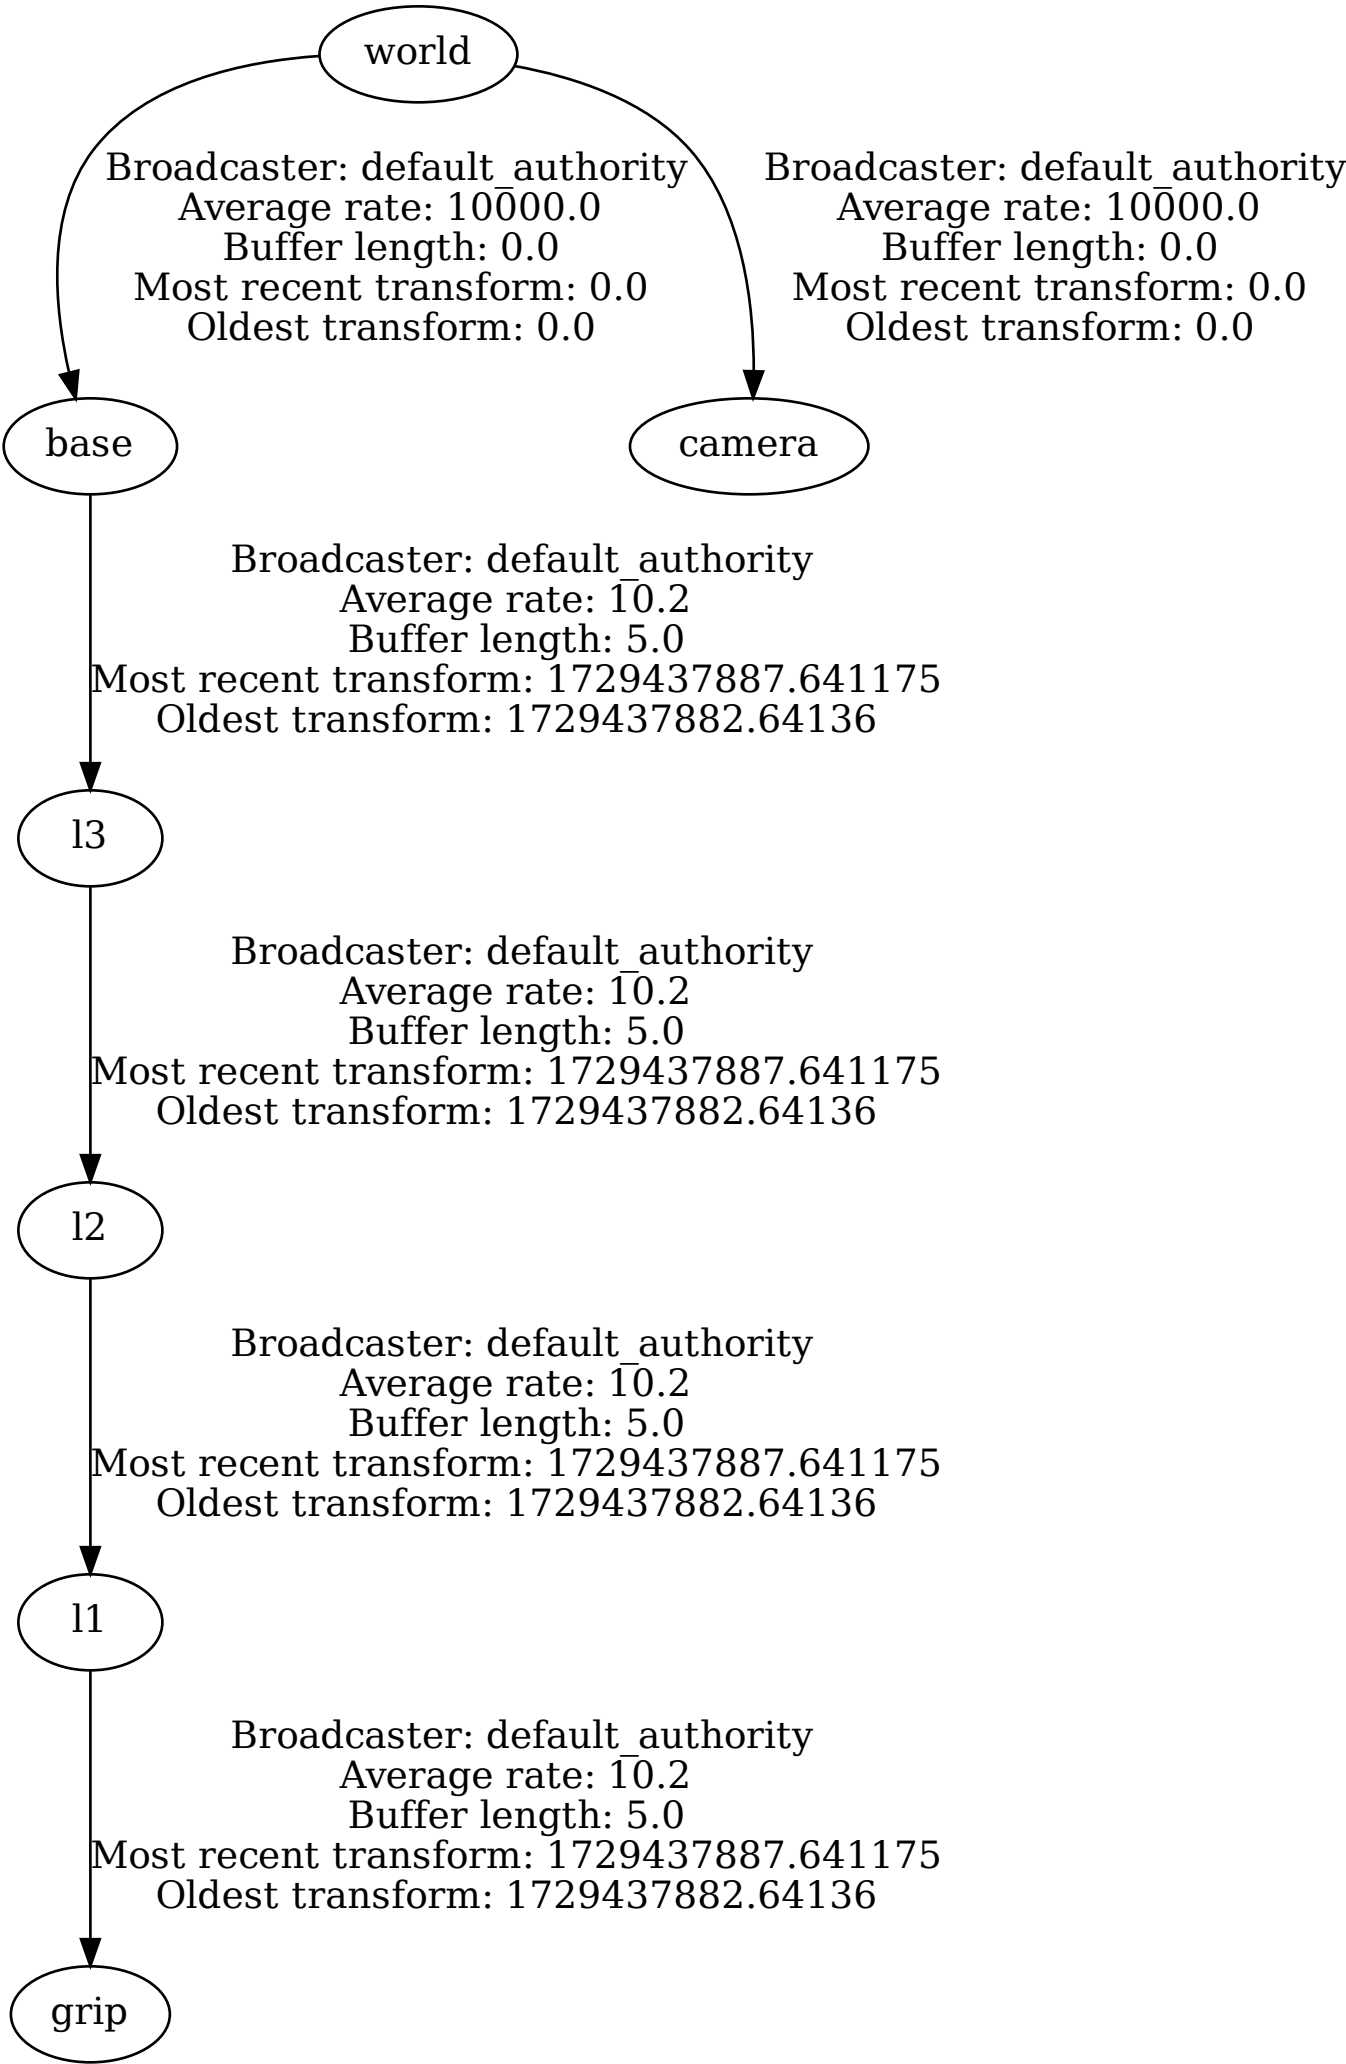 world
Broadcaster: default_authority
Average rate: 10000.0
Buffer length: 0.0
Most recent transform: 0.0
Oldest transform: 0.0
Broadcaster: default_authority
Average rate: 10000.0
Buffer length: 0.0
Most recent transform: 0.0
Oldest transform: 0.0
base
camera
Broadcaster: default_authority
Average rate: 10.2
Buffer length: 5.0
Most recent transform: 1729437887.641175
Oldest transform: 1729437882.64136
l3
Broadcaster: default_authority
Average rate: 10.2
Buffer length: 5.0
Most recent transform: 1729437887.641175
Oldest transform: 1729437882.64136
l2
Broadcaster: default_authority
Average rate: 10.2
Buffer length: 5.0
Most recent transform: 1729437887.641175
Oldest transform: 1729437882.64136
l1
Broadcaster: default_authority
Average rate: 10.2
Buffer length: 5.0
Most recent transform: 1729437887.641175
Oldest transform: 1729437882.64136
grip